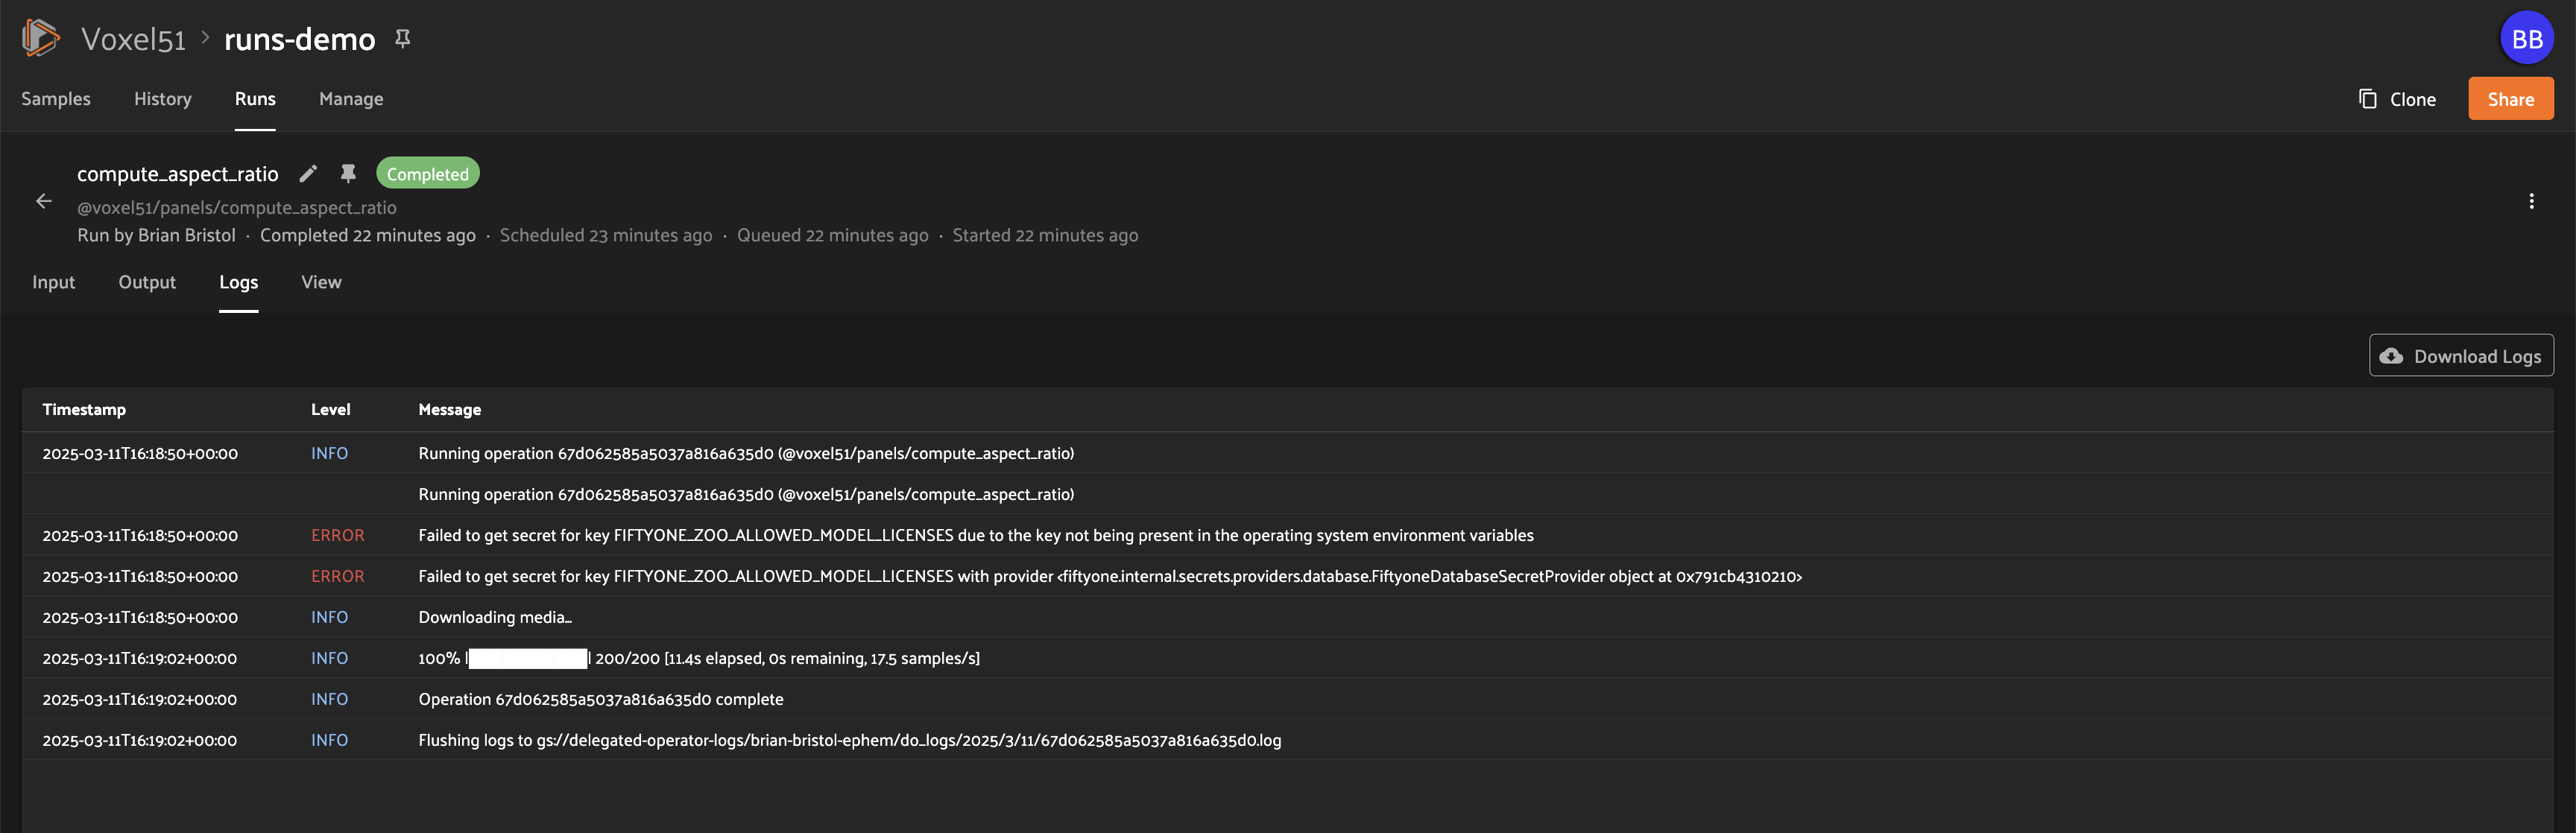 Voxel51 > runs-demo
BB
Samples History Runs Manage
Clone Share
compute_aspect_ratio Completed
@voxel51/panels/compute_aspect_ratio
Run by Brian Bristol · Completed 22 minutes ago · Scheduled 23 minutes ago · Queued 22 minutes ago · Started 22 minutes ago
Input Output Logs View
Download Logs
Timestamp Level Message
2025-03-11T16:18:50+00:00 INFO Running operation 67d062585a5037a816a635d0 (@voxel51/panels/compute_aspect_ratio)
Running operation 67d062585a5037a816a635d0 (@voxel51/panels/compute_aspect_ratio)
2025-03-11T16:18:50+00:00 ERROR Failed to get secret for key FIFTYONE_ZOO_ALLOWED_MODEL_LICENSES due to the key not being present in the operating system environment variables
2025-03-11T16:18:50+00:00 ERROR Failed to get secret for key FIFTYONE_ZOO_ALLOWED_MODEL_LICENSES with provider <fiftyone.internal.secrets.providers.database.FiftyoneDatabaseSecretProvider object at 0x791cb4310210>
2025-03-11T16:18:50+00:00 INFO Downloading media...
2025-03-11T16:19:02+00:00 INFO 100% |████████████| 200/200 [11.4s elapsed, 0s remaining, 17.5 samples/s]
2025-03-11T16:19:02+00:00 INFO Operation 67d062585a5037a816a635d0 complete
2025-03-11T16:19:02+00:00 INFO Flushing logs to gs://delegated-operator-logs/brian-bristol-ephem/do_logs/2025/3/11/67d062585a5037a816a635d0.log